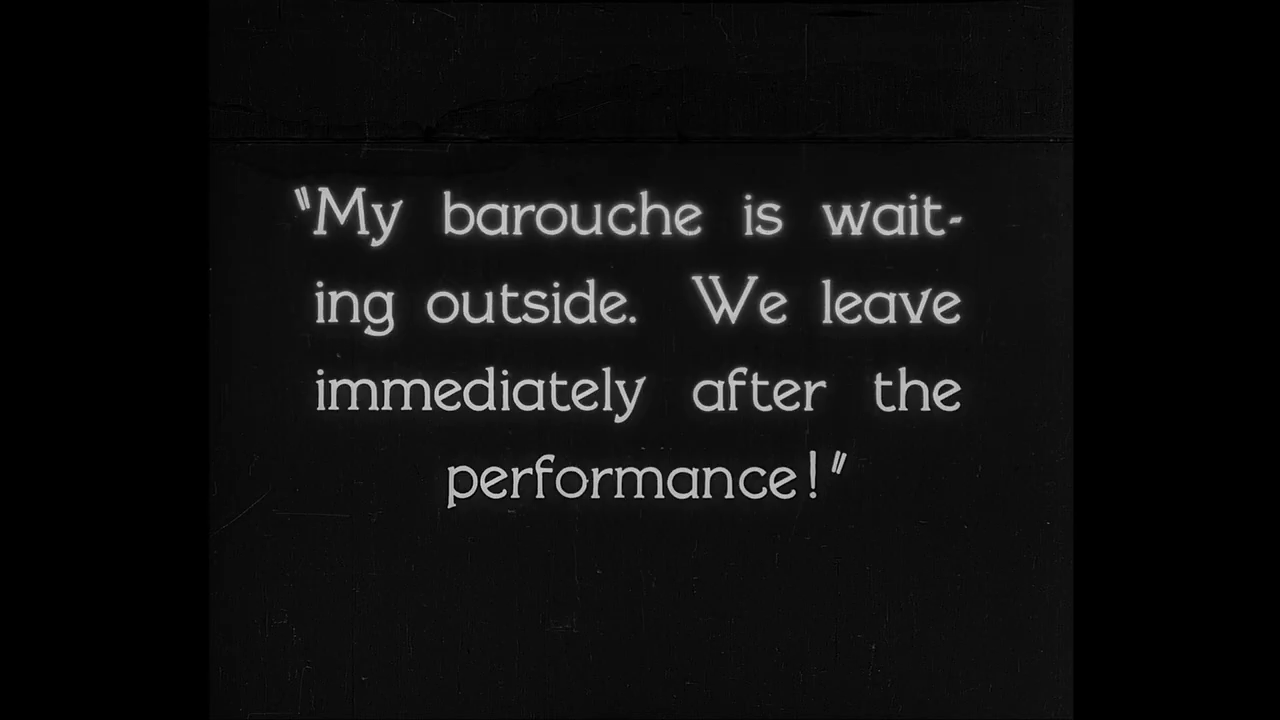 "My barouche is wait-
ing outside. We leave
immediately after the
performance!"